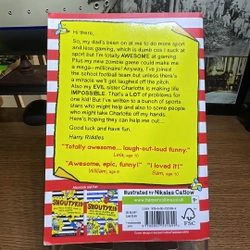 Hi there,
So, my dad's been on at me to do more sport
and less gaming, which is dumb cos I suck at
sport but I'm totally AWESOME at gaming.
Plus my new zombie game could make me
a mega-millionaire! Anyway, I've joined
the school football team but unless there's
a miracle we'll get laughed off the pitch.
Also my EVIL sister Charlotte is making life
IMPOSSIBLE. That's a LOT of problems for
one kid! But I've written to a bunch of sports
stars who might help and also to some people
who might take Charlotte off my hands.
Here's hoping they can help me out...
Good luck and have fun.
Harry Riddles
"Totally awesome... laugh-out-loud funny."
"Awesome, epic, funny!" "I loved it!"
William, age
Sam, age
Illustrated by Nikalas Catlow
FSC